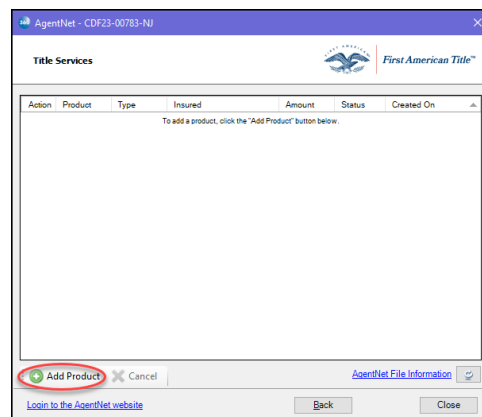 AgentNet - CDF23-00783-NJ
Title Services
FIRST AMERICAN
First American Title™
Action Product Type Insured Amount Status Created On
To add a product, click the "Add Product" button below.
Add Product Cancel AgentNet File Information
Login to the AgentNet website Back Close